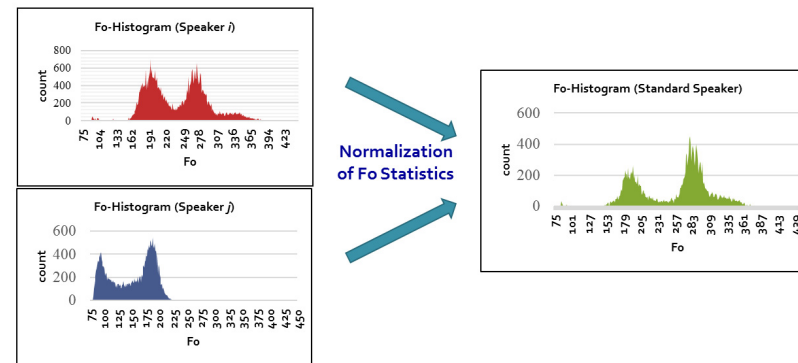 Fo-Histogram (Speaker i)
800
600
400
200
0
count
75 104 133 162 191 220 249 278 307 336 365 394 423
Fo
Fo-Histogram (Speaker j)
600
400
200
0
count
75 100 125 150 175 200 225 250 275 300 325 350 375 400 425 450
Fo
Normalization
of Fo Statistics
Fo-Histogram (Standard Speaker)
600
400
200
0
count
75 101 127 153 179 205 231 257 283 309 335 361 387 413 439
Fo